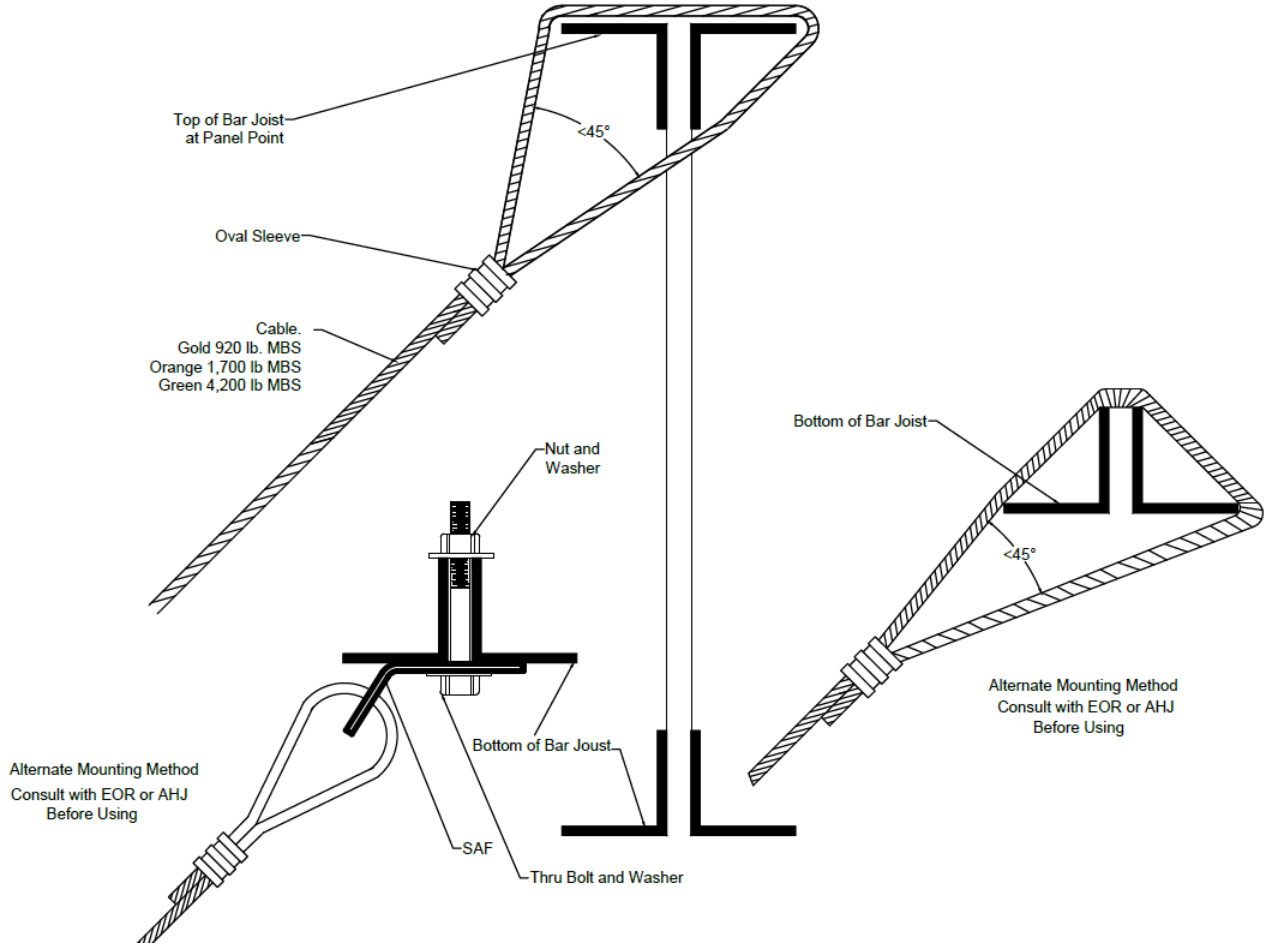 Top of Bar Joist
at Panel Point
<45°
Oval Sleeve
Cable.
Gold 920 lb. MBS
Orange 1,700 lb MBS
Green 4,200 lb MBS
Nut and
Washer
Bottom of Bar Joist
<45°
Alternate Mounting Method
Consult with EOR or AHJ
Before Using
Bottom of Bar Joust
Alternate Mounting Method
Consult with EOR or AHJ
Before Using
SAF
Thru Bolt and Washer